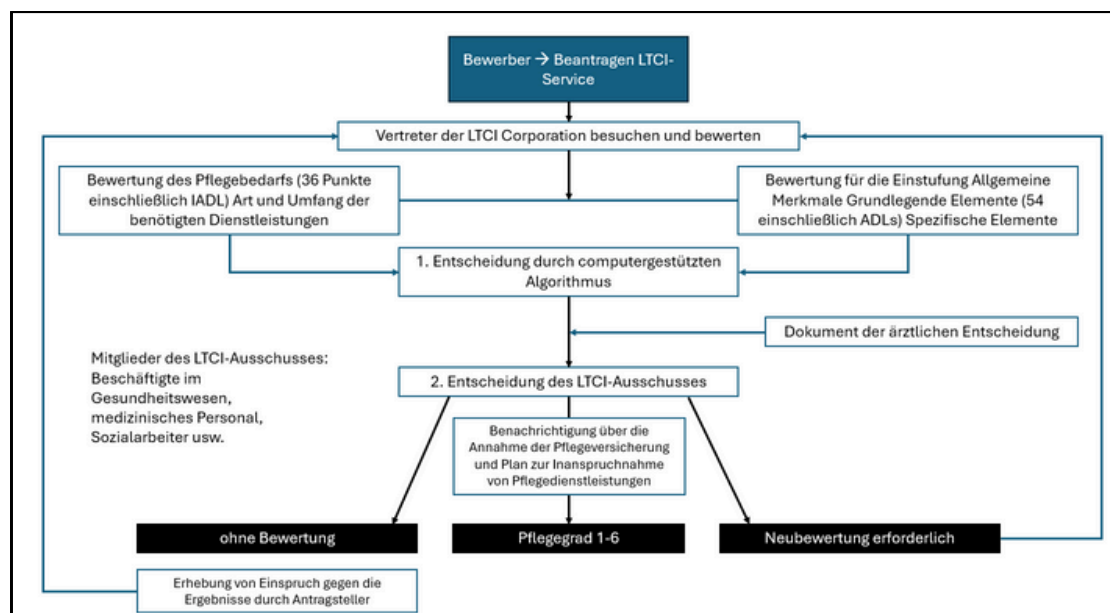 Bewerber → Beantragen LTCI-
Service
Vertreter der LTCI Corporation besuchen und bewerten
Bewertung des Pflegebedarfs (36 Punkte
einschließlich IADL) Art und Umfang der
benötigten Dienstleistungen
Bewertung für die Einstufung Allgemeine
Merkmale Grundlegende Elemente (54
einschließlich ADLs) Spezifische Elemente
1. Entscheidung durch computergestützten
Algorithmus
Dokument der ärztlichen Entscheidung
Mitglieder des LTCI-Ausschusses:
Beschäftigte im
Gesundheitswesen,
medizinisches Personal,
Sozialarbeiter usw.
2. Entscheidung des LTCI-Ausschusses
Benachrichtigung über die
Annahme der Pflegeversicherung
und Plan zur Inanspruchnahme
von Pflegedienstleistungen
ohne Bewertung
Pflegegrad 1-6
Neubewertung erforderlich
Erhebung von Einspruch gegen die
Ergebnisse durch Antragsteller